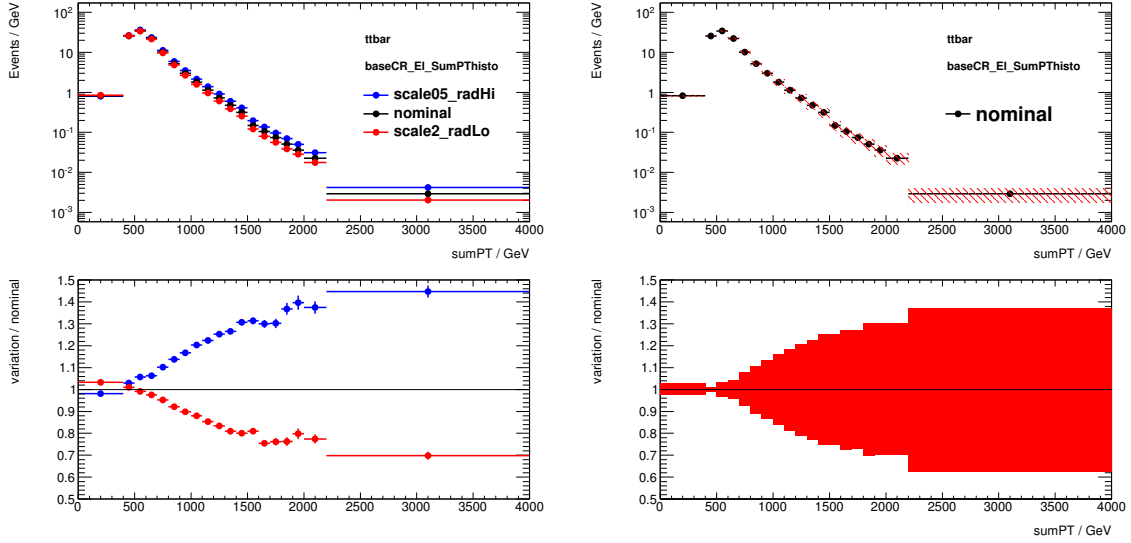 Events / GeV
10²
10
1
10⁻¹
10⁻²
10⁻³
ttbar
baseCR_El_SumPThisto
scale05_radHi
nominal
scale2_radLo
0 500 1000 1500 2000 2500 3000 3500 4000
sumPT / GeV
Events / GeV
10²
10
1
10⁻¹
10⁻²
10⁻³
ttbar
baseCR_El_SumPThisto
nominal
0 500 1000 1500 2000 2500 3000 3500 4000
sumPT / GeV
variation / nominal
1.5
1.4
1.3
1.2
1.1
1
0.9
0.8
0.7
0.6
0.5
0 500 1000 1500 2000 2500 3000 3500 4000
sumPT / GeV
variation / nominal
1.5
1.4
1.3
1.2
1.1
1
0.9
0.8
0.7
0.6
0.5
0 500 1000 1500 2000 2500 3000 3500 4000
sumPT / GeV